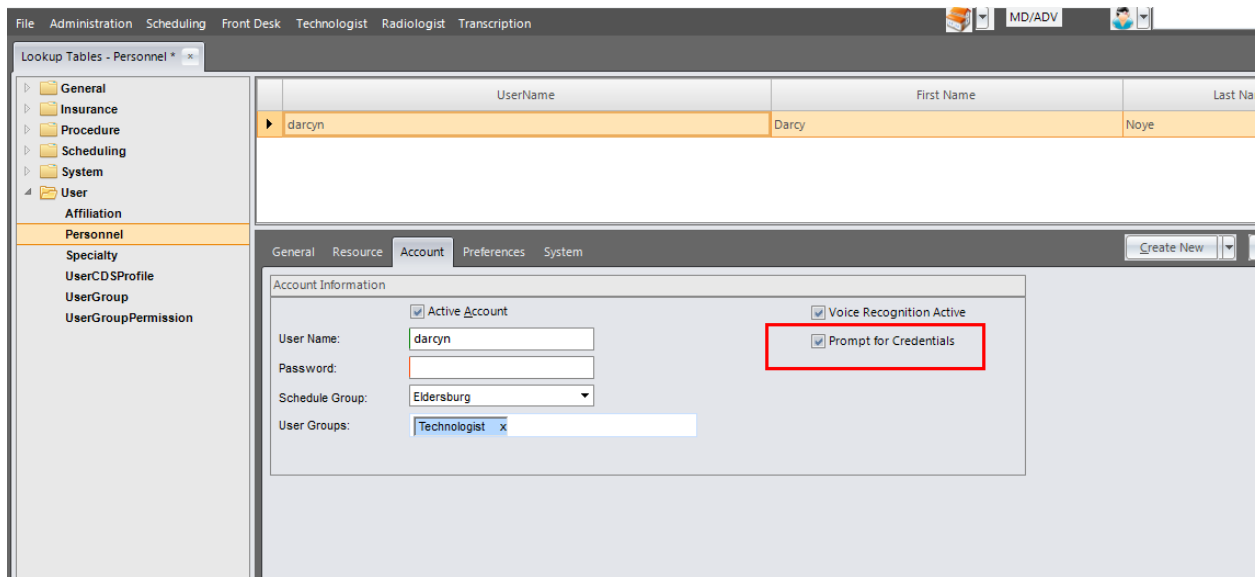 File Administration Scheduling Front Desk Technologist Radiologist Transcription MD/ADV
Lookup Tables - Personnel * x
General
Insurance
Procedure
Scheduling
System
User
Affiliation
Personnel
Specialty
UserCDSProfile
UserGroup
UserGroupPermission
UserName First Name Last Na
darcyn Darcy Noye
General Resource Account Preferences System Create New
Account Information
Active Account Voice Recognition Active
User Name: darcyn Prompt for Credentials
Password:
Schedule Group: Eldersburg
User Groups: Technologist x